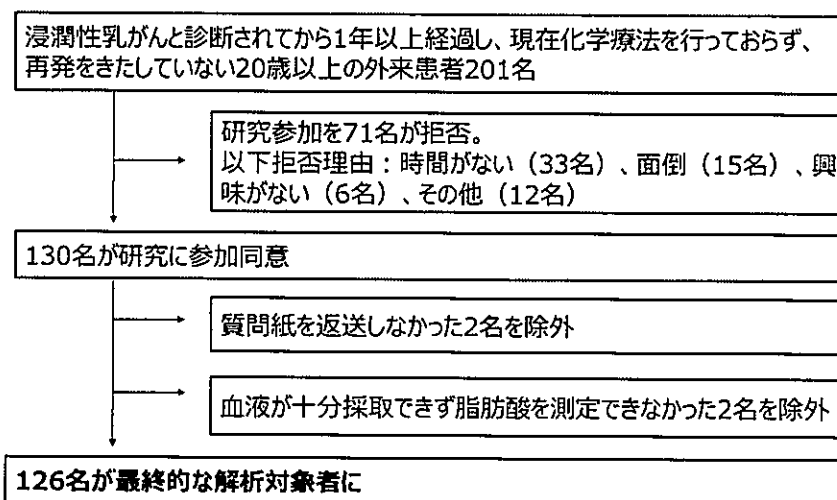 浸潤性乳がんと診断されてから1年以上経過し、現在化学療法を行っておらず、
再発をきたしていない20歳以上の外来患者201名
研究参加を71名が拒否。
以下拒否理由：時間がない（33名）、面倒（15名）、興
味がない（6名）、その他（12名）
130名が研究に参加同意
質問紙を返送しなかった2名を除外
血液が十分採取できず脂肪酸を測定できなかった2名を除外
126名が最終的な解析対象者に